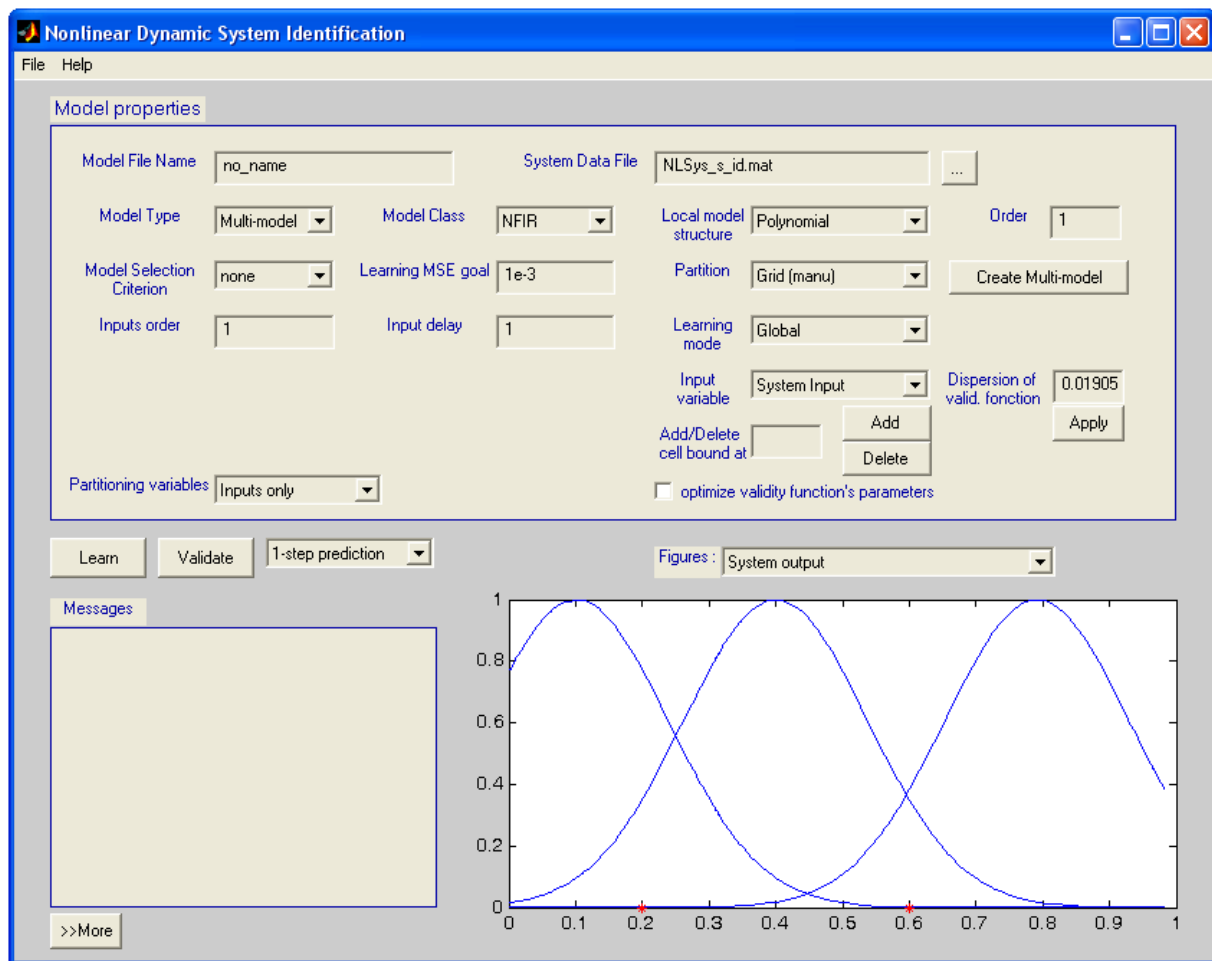 Nonlinear Dynamic System Identification
File Help
Model properties
Model File Name no_name System Data File NLSys_s_id.mat ...
Model Type Multi-model Model Class NFIR Local model structure Polynomial Order 1
Model Selection Criterion none Learning MSE goal 1e-3 Partition Grid (manu) Create Multi-model
Inputs order 1 Input delay 1 Learning mode Global
Input variable System Input Dispersion of valid. fonction 0.01905
Add/Delete cell bound at Add Apply
Delete
Partitioning variables Inputs only optimize validity function's parameters
Learn Validate 1-step prediction Figures : System output
Messages
1
0.8
0.6
0.4
0.2
0
0 0.1 0.2 0.3 0.4 0.5 0.6 0.7 0.8 0.9 1
>>More